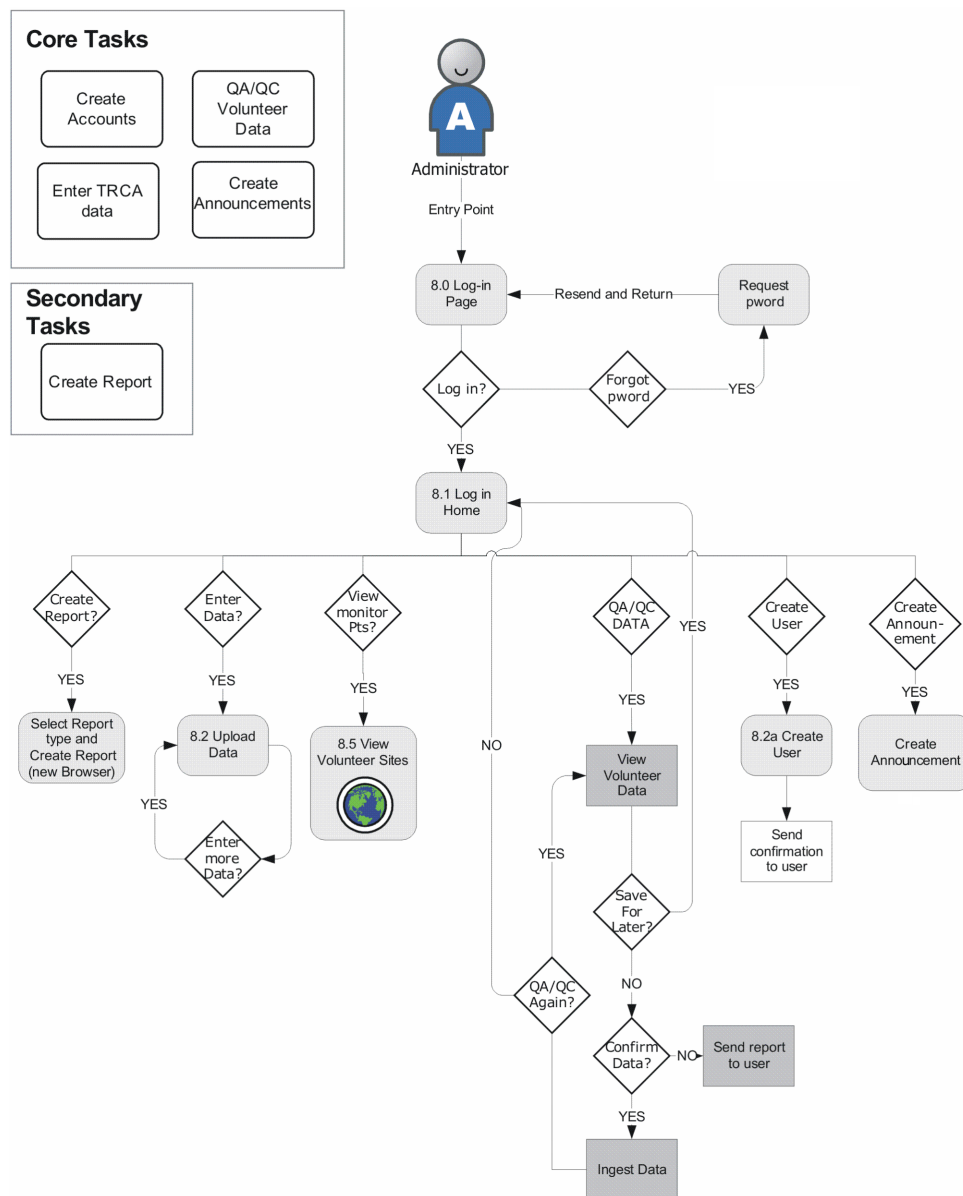 Core Tasks
Create
Accounts
QA/QC
Volunteer
Data
Enter TRCA
data
Create
Announcements
Secondary
Tasks
Create Report
A
Administrator
Entry Point
8.0 Log-in
Page
Resend and Return
Request
pword
Log in?
Forgot
pword
YES
YES
8.1 Log in
Home
Create
Report?
Enter
Data?
View
monitor
Pts?
QA/QC
DATA
YES
Create
User
Create
Announ-
ement
YES
YES
YES
YES
YES
YES
Select Report
type and
Create Report
(new Browser)
8.2 Upload
Data
8.5 View
Volunteer Sites
NO
View
Volunteer
Data
8.2a Create
User
Create
Announcement
YES
Enter
more
Data?
YES
Send
confirmation
to user
Save
For
Later?
QA/QC
Again?
NO
Confirm
Data?
NO
Send report
to user
YES
Ingest Data